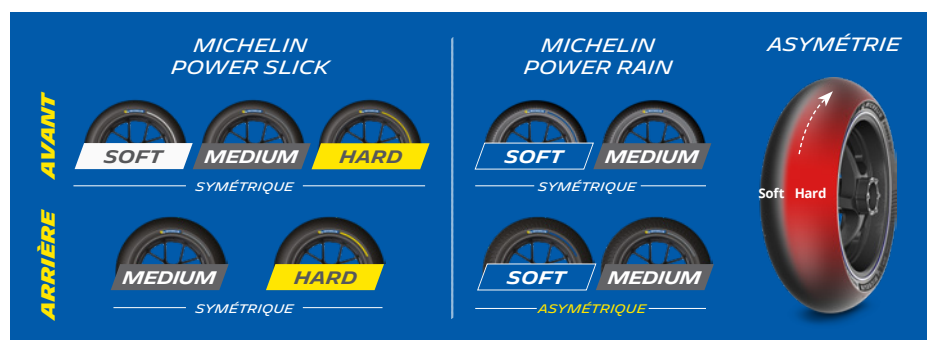 MICHELIN
POWER SLICK
MICHELIN
POWER RAIN
ASYMÉTRIE
AVANT
SOFT
MEDIUM
HARD
SYMÉTRIQUE
SOFT
MEDIUM
SYMÉTRIQUE
Soft Hard
ARRIÈRE
MEDIUM
HARD
SYMÉTRIQUE
SOFT
MEDIUM
ASYMÉTRIQUE